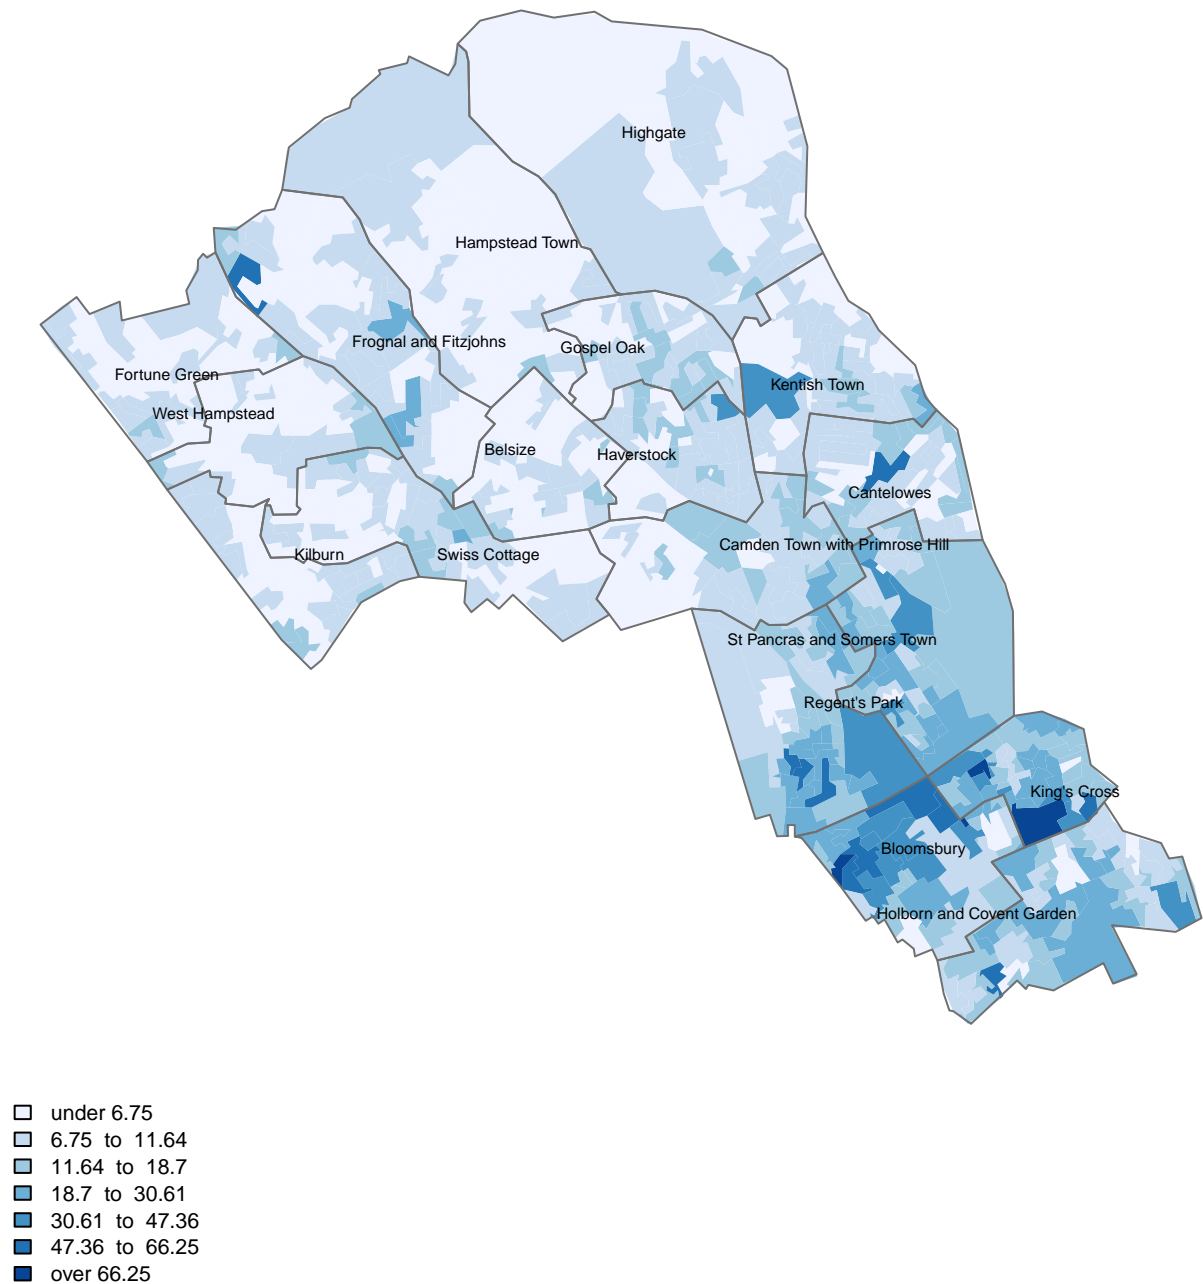 Highgate
Hampstead Town
Frognal and Fitzjohns
Gospel Oak
Fortune Green
Kentish Town
West Hampstead
Belsize
Haverstock
Cantelowes
Camden Town with Primrose Hill
Kilburn
Swiss Cottage
St Pancras and Somers Town
Regent's Park
King's Cross
Bloomsbury
Holborn and Covent Garden
under 6.75
6.75 to 11.64
11.64 to 18.7
18.7 to 30.61
30.61 to 47.36
47.36 to 66.25
over 66.25